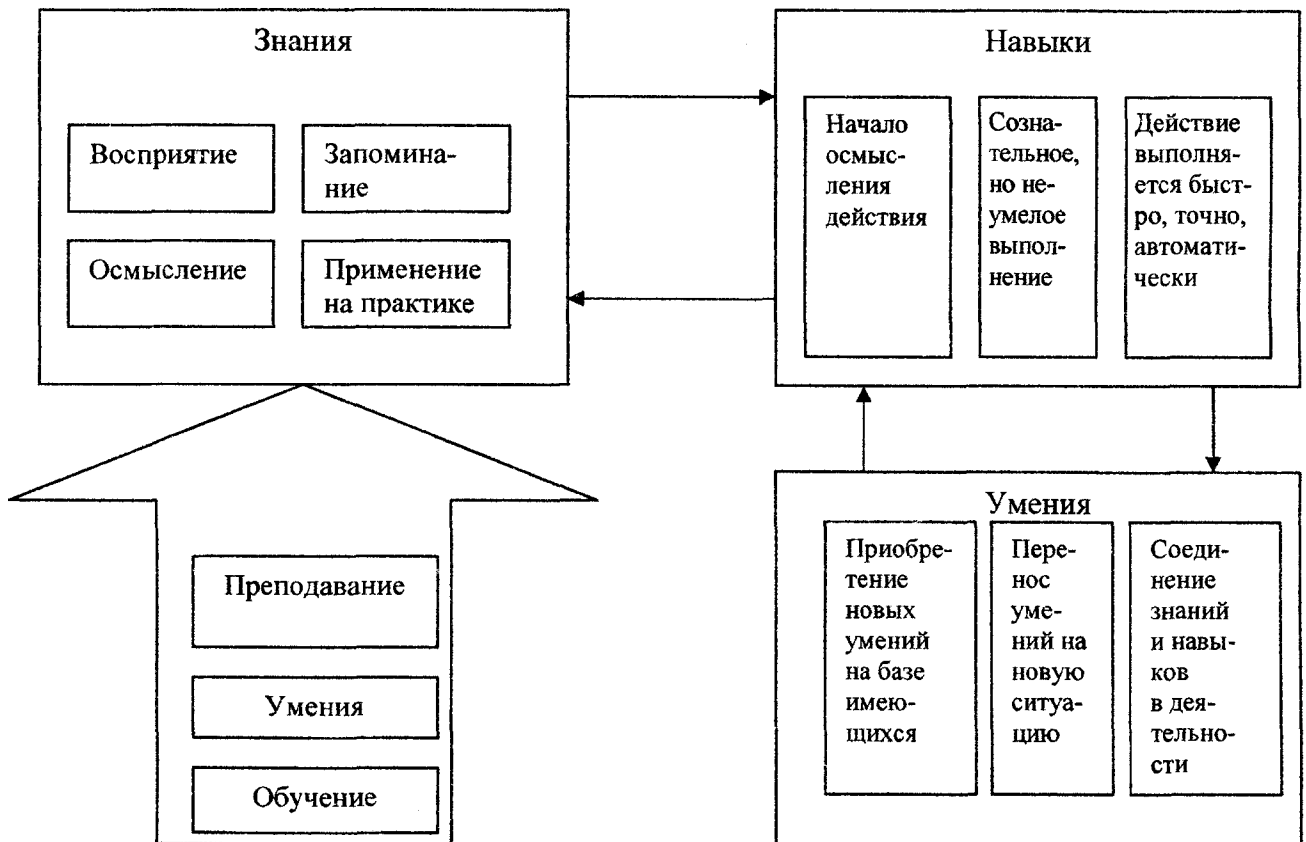 Знания
Восприятие
Запомина-
ние
Осмысление
Применение
на практике
Навыки
Начало
осмыс-
ления
действия
Созна-
тельное,
но не-
умелое
выпол-
нение
Действие
выполня-
ется быст-
ро, точно,
автомати-
чески
Преподавание
Умения
Обучение
Умения
Приобре-
тение
новых
умений
на базе
имею-
щихся
Пере-
нос
уме-
ний на
новую
ситуа-
цию
Соеди-
нение
знаний
и навы-
ков
в дея-
тельно-
сти